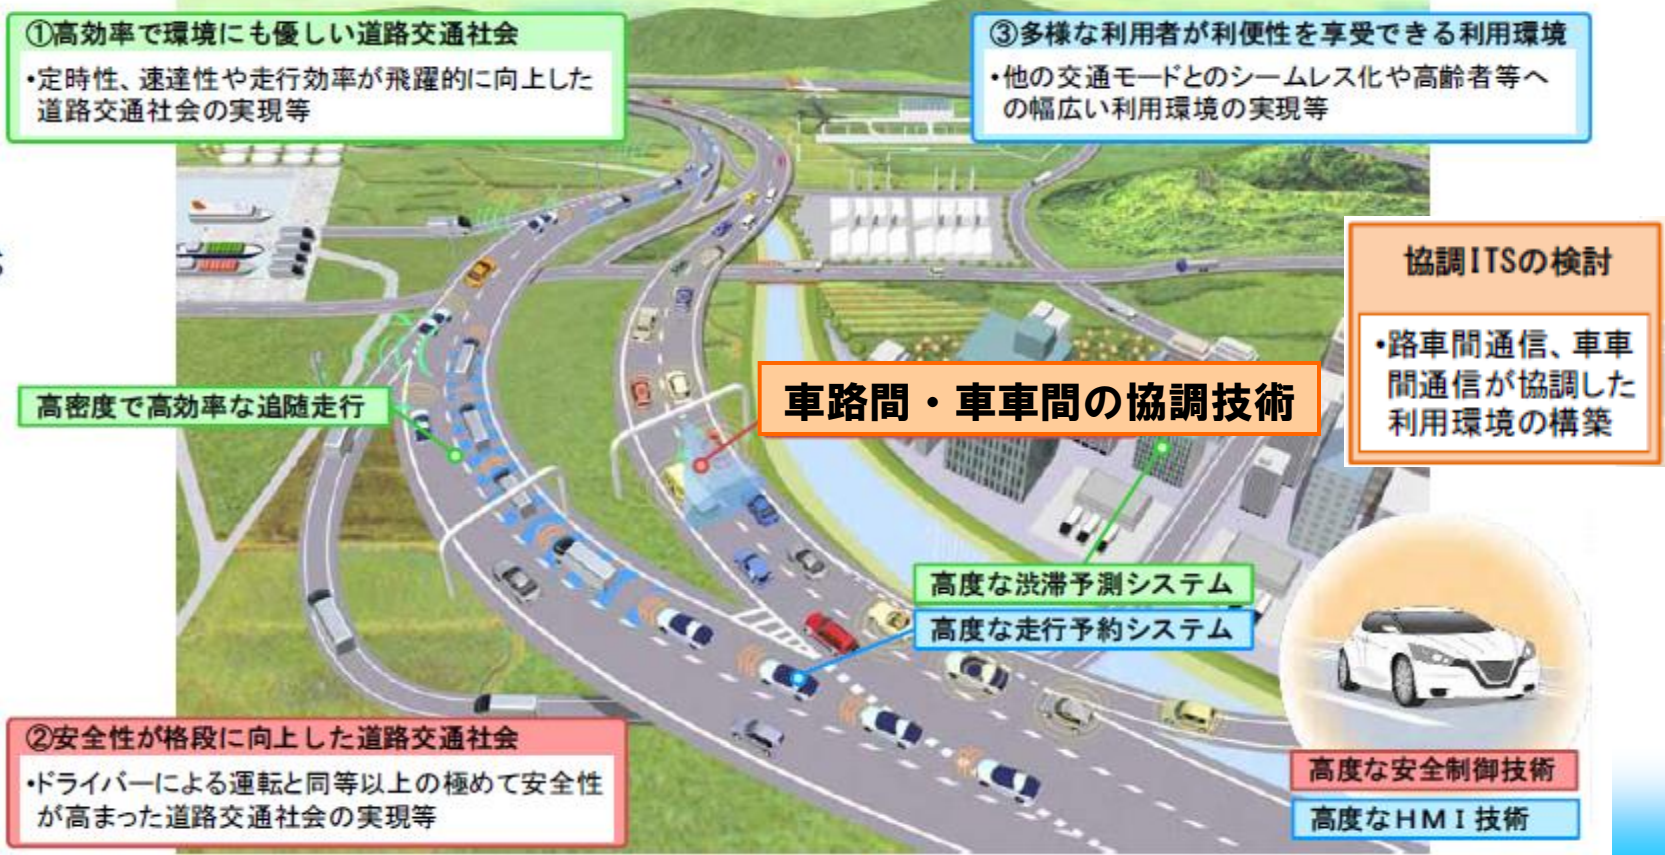 ①高効率で環境にも優しい道路交通社会
・定時性、速達性や走行効率が飛躍的に向上した
道路交通社会の実現等
③多様な利用者が利便性を享受できる利用環境
・他の交通モードとのシームレス化や高齢者等へ
の幅広い利用環境の実現等
協調ITSの検討
・路車間通信、車車
間通信が協調した
利用環境の構築
高密度で高効率な追随走行
車路間・車車間の協調技術
高度な渋滞予測システム
高度な走行予約システム
②安全性が格段に向上した道路交通社会
・ドライバーによる運転と同等以上の極めて安全性
が高まった道路交通社会の実現等
高度な安全制御技術
高度なHMI技術